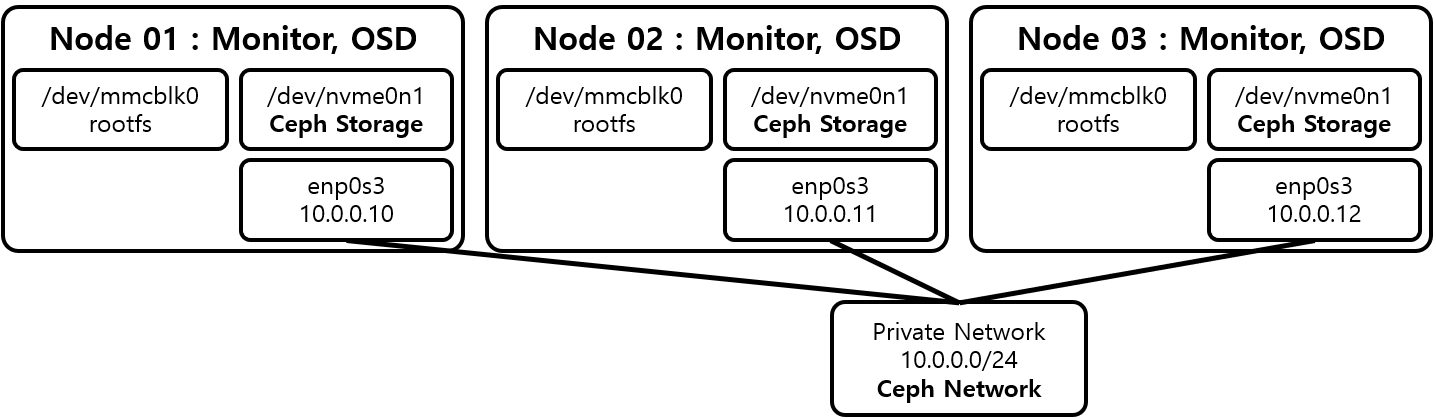 Node 01 : Monitor, OSD
/dev/mmcblk0
rootfs
/dev/nvme0n1
Ceph Storage
enp0s3
10.0.0.10
Node 02 : Monitor, OSD
/dev/mmcblk0
rootfs
/dev/nvme0n1
Ceph Storage
enp0s3
10.0.0.11
Node 03 : Monitor, OSD
/dev/mmcblk0
rootfs
/dev/nvme0n1
Ceph Storage
enp0s3
10.0.0.12
Private Network
10.0.0.0/24
Ceph Network